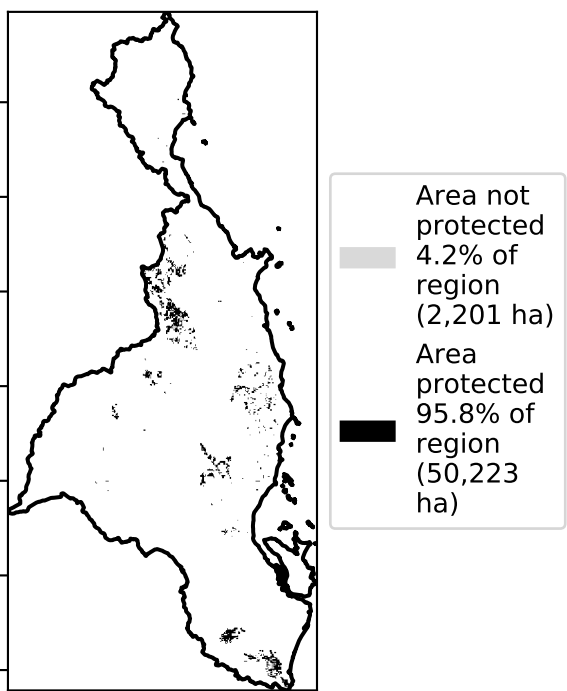 Area not
protected
4.2% of
region
(2,201 ha)
Area
protected
95.8% of
region
(50,223
ha)